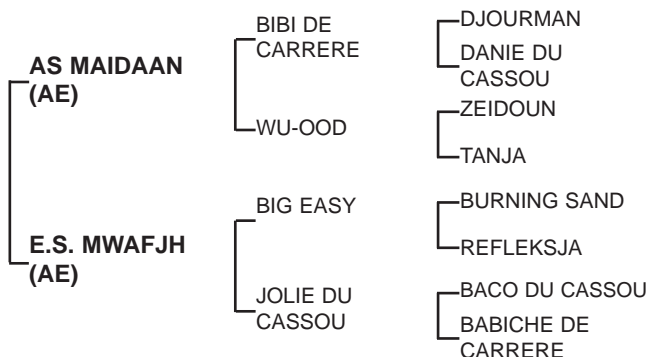 AS MAIDAAN
(AE)
BIBI DE
CARRERE
DJOURMAN
DANIE DU
CASSOU
WU-OOD
ZEIDOUN
TANJA
E.S. MWAFJH
(AE)
BIG EASY
BURNING SAND
REFLEKSJA
JOLIE DU
CASSOU
BACO DU CASSOU
BABICHE DE
CARRERE